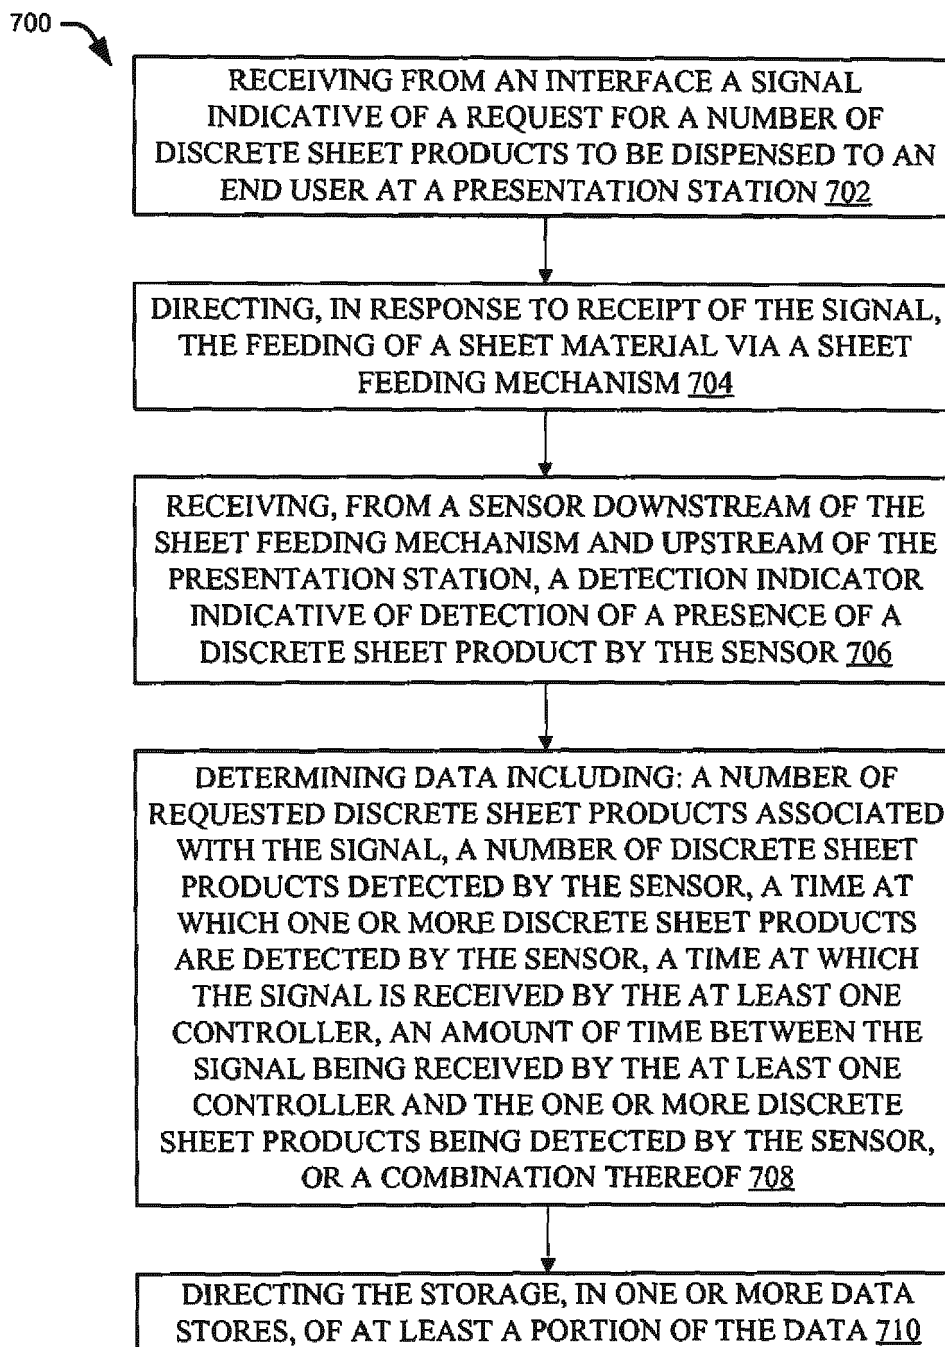 700
RECEIVING FROM AN INTERFACE A SIGNAL
INDICATIVE OF A REQUEST FOR A NUMBER OF
DISCRETE SHEET PRODUCTS TO BE DISPENSED TO AN
END USER AT A PRESENTATION STATION 702
DIRECTING, IN RESPONSE TO RECEIPT OF THE SIGNAL,
THE FEEDING OF A SHEET MATERIAL VIA A SHEET
FEEDING MECHANISM 704
RECEIVING, FROM A SENSOR DOWNSTREAM OF THE
SHEET FEEDING MECHANISM AND UPSTREAM OF THE
PRESENTATION STATION, A DETECTION INDICATOR
INDICATIVE OF DETECTION OF A PRESENCE OF A
DISCRETE SHEET PRODUCT BY THE SENSOR 706
DETERMINING DATA INCLUDING: A NUMBER OF
REQUESTED DISCRETE SHEET PRODUCTS ASSOCIATED
WITH THE SIGNAL, A NUMBER OF DISCRETE SHEET
PRODUCTS DETECTED BY THE SENSOR, A TIME AT
WHICH ONE OR MORE DISCRETE SHEET PRODUCTS
ARE DETECTED BY THE SENSOR, A TIME AT WHICH
THE SIGNAL IS RECEIVED BY THE AT LEAST ONE
CONTROLLER, AN AMOUNT OF TIME BETWEEN THE
SIGNAL BEING RECEIVED BY THE AT LEAST ONE
CONTROLLER AND THE ONE OR MORE DISCRETE
SHEET PRODUCTS BEING DETECTED BY THE SENSOR,
OR A COMBINATION THEREOF 708
DIRECTING THE STORAGE, IN ONE OR MORE DATA
STORES, OF AT LEAST A PORTION OF THE DATA 710